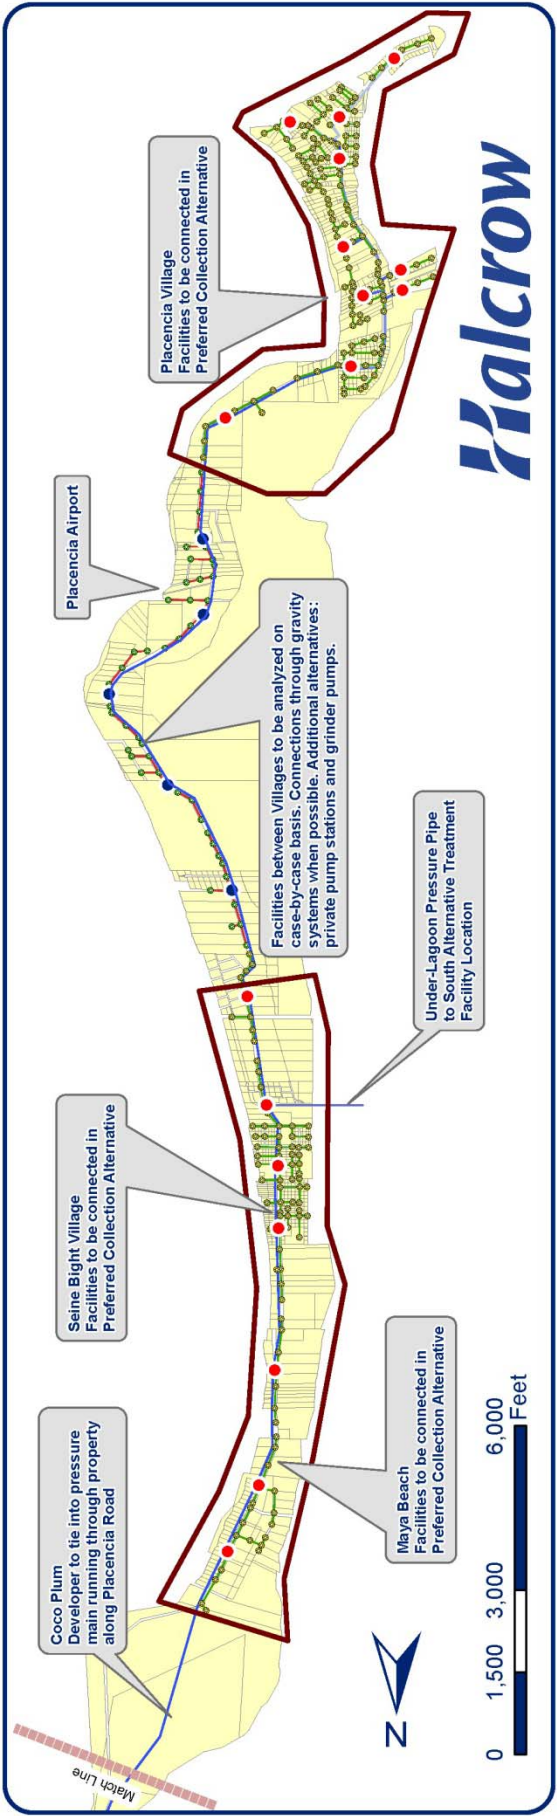 Coco Plum
Developer to tie into pressure
main running through property
along Placencia Road
Seine Bight Village
Facilities to be connected in
Preferred Collection Alternative
Placencia Airport
Placencia Village
Facilities to be connected in
Preferred Collection Alternative
Match Line
Facilities between Villages to be analyzed on
case-by-case basis. Connections through gravity
systems when possible. Additional alternatives:
private pump stations and grinder pumps.
Maya Beach
Facilities to be connected in
Preferred Collection Alternative
Under-Lagoon Pressure Pipe
to South Alternative Treatment
Facility Location
N
0 1,500 3,000 6,000
Feet
Halcrow